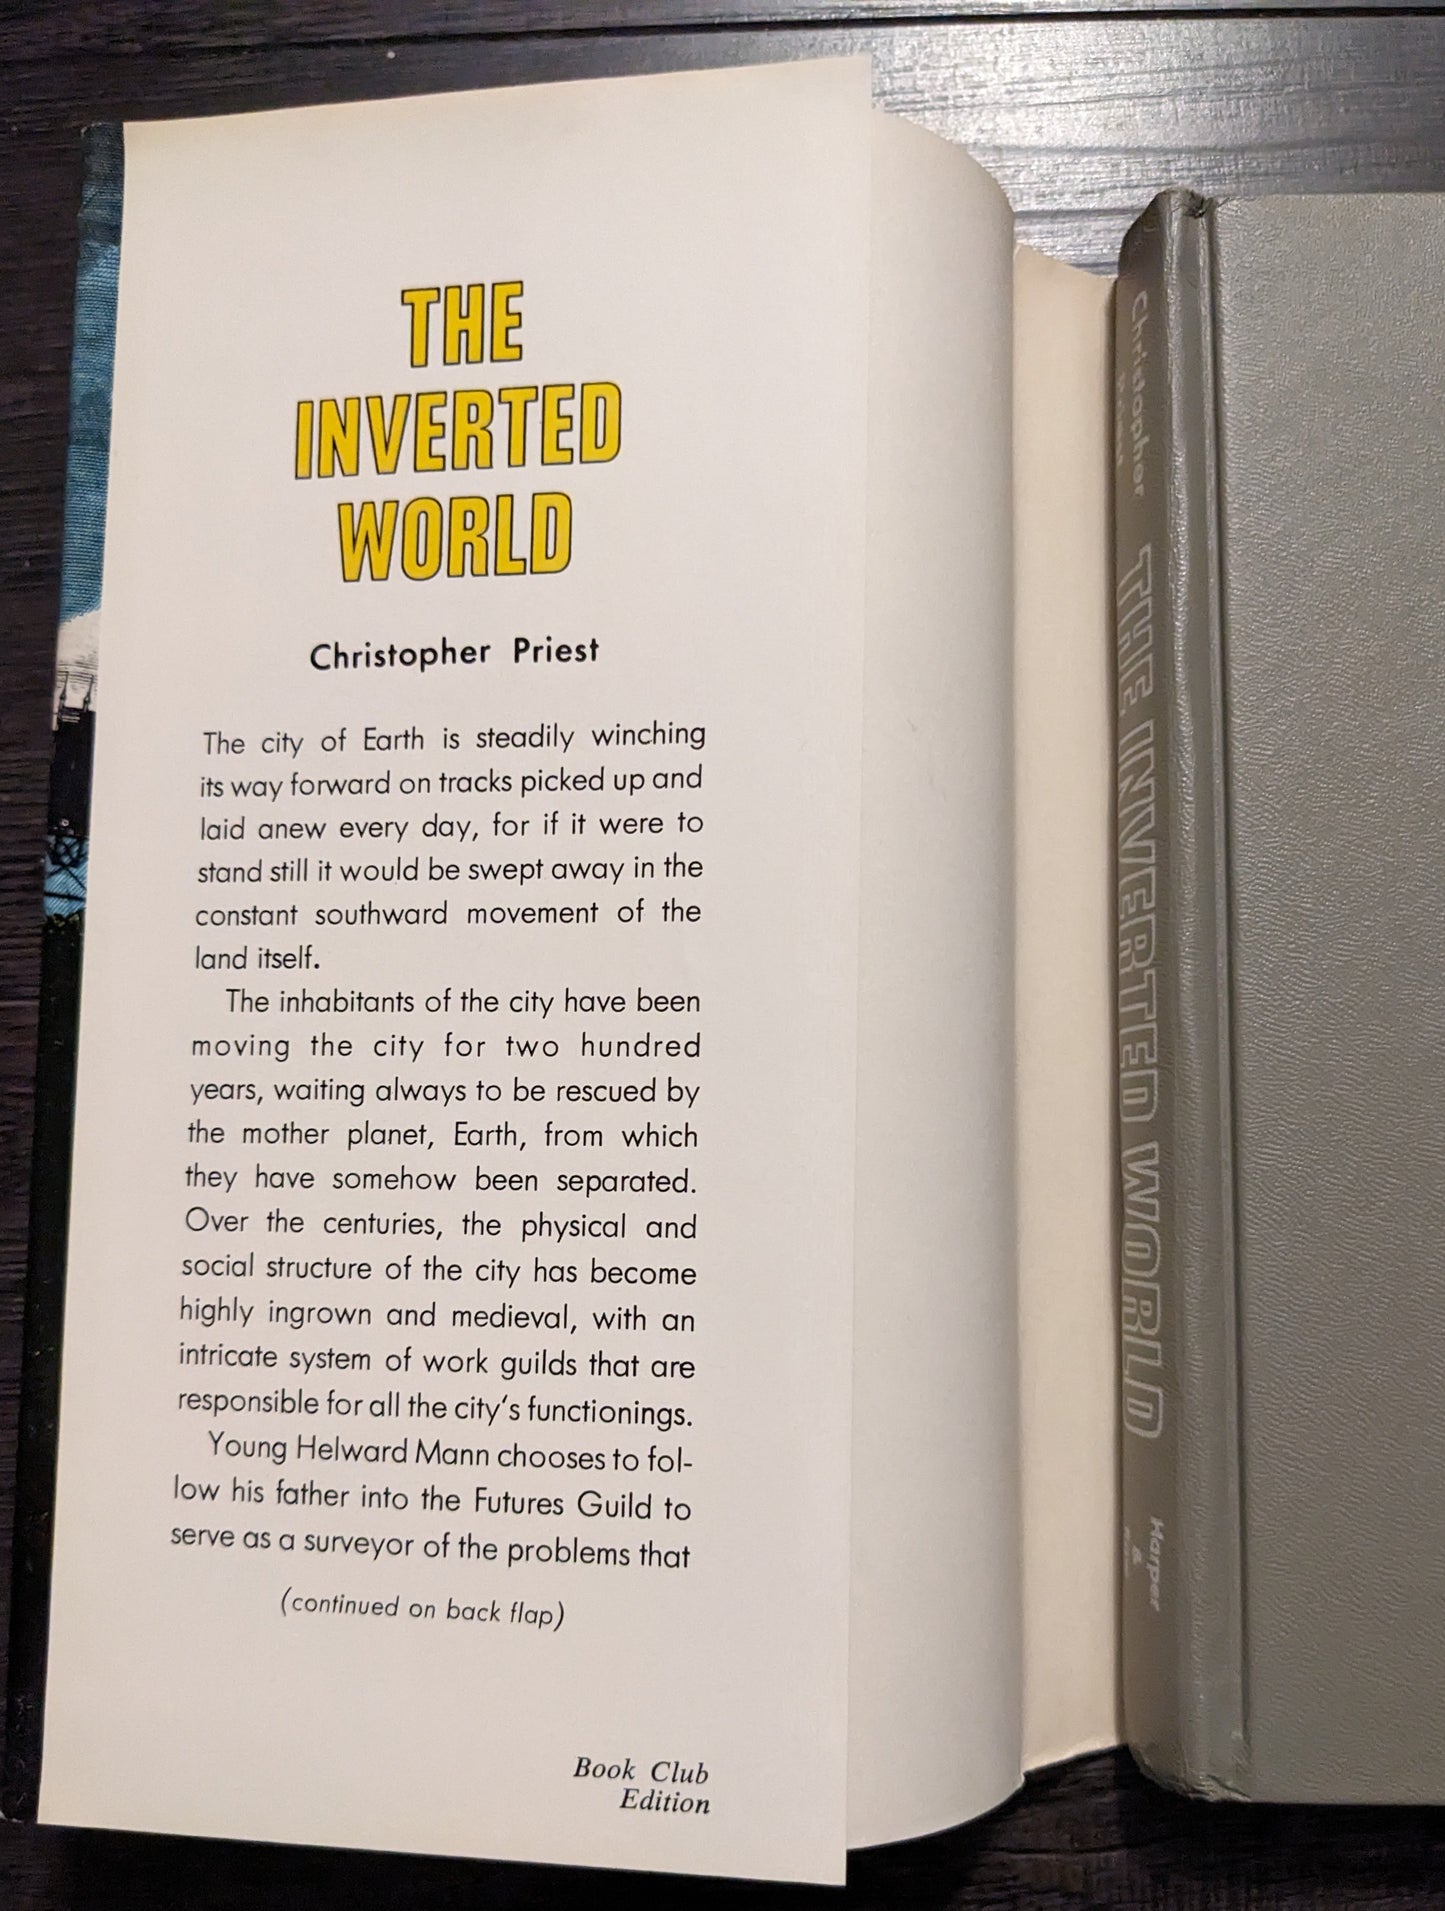 THE
INVERTED
WORLD
Christopher Priest
The city of Earth is steadily winching
its way forward on tracks picked up and
laid anew every day, for if it were to
stand still it would be swept away in the
constant southward movement of the
land itself.
The inhabitants of the city have been
moving the city for two hundred
years, waiting always to be rescued by
the mother planet, Earth, from which
they have somehow been separated.
Over the centuries, the physical and
social structure of the city has become
highly ingrown and medieval, with an
intricate system of work guilds that are
responsible for all the city's functionings.
Young Helward Mann chooses to fol-
low his father into the Futures Guild to
serve as a surveyor of the problems that
(continued on back flap)
Book Club
Edition
Christopher
Priest
THE INVERTED WORLD
Harper
&